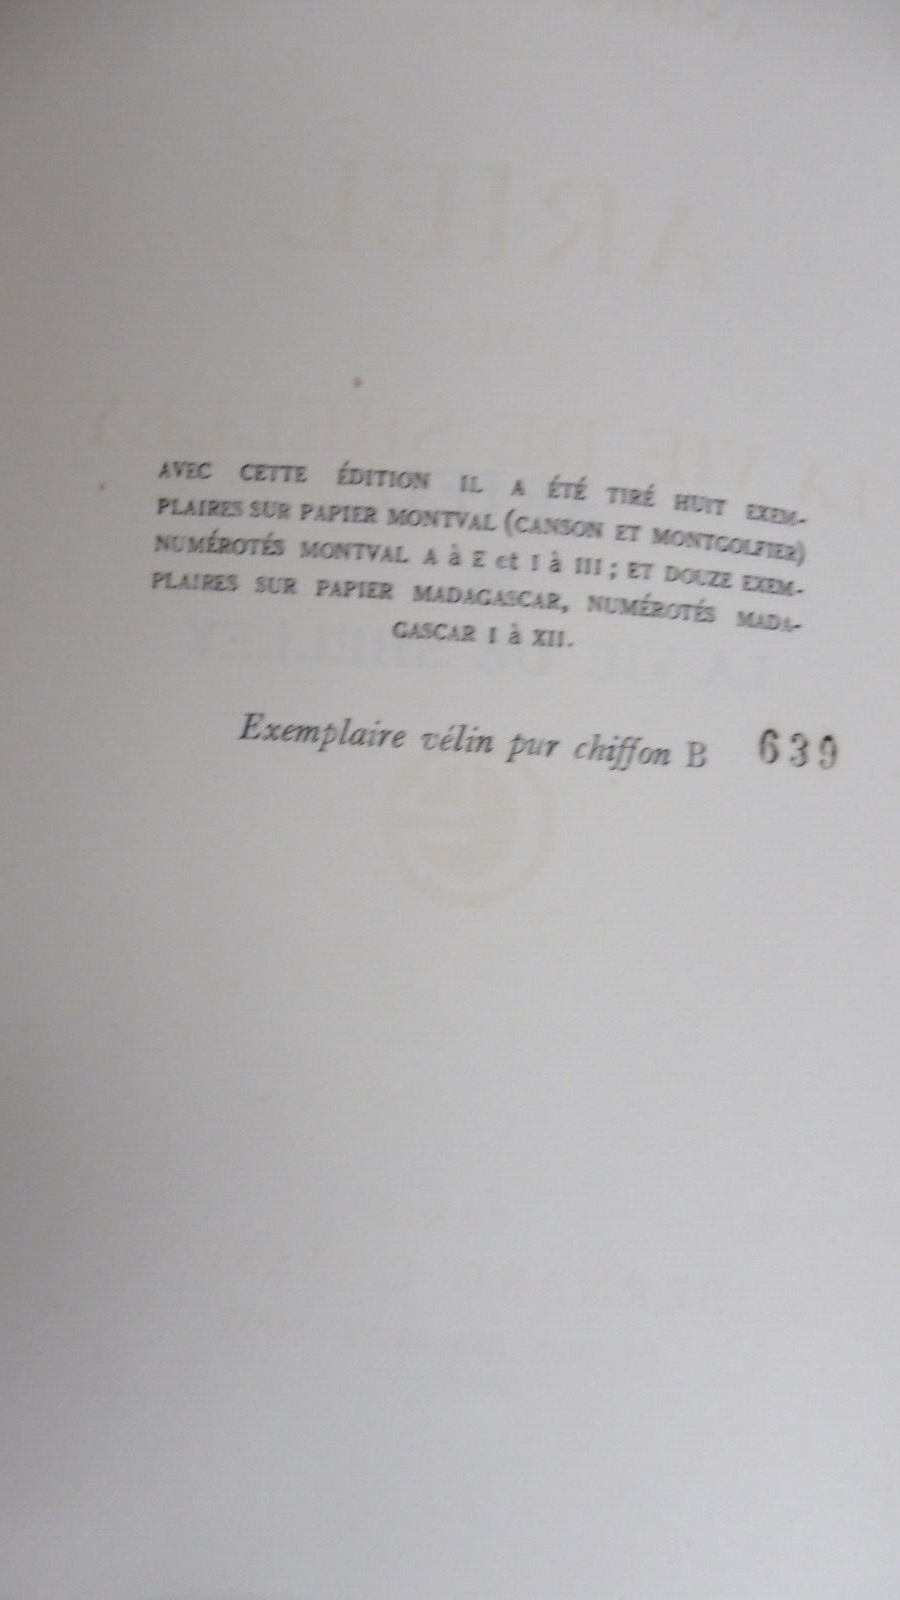 AVEC CETTE ÉDITION IL A ÉTÉ TIRÉ HUIT EXEM-
PLAIRES SUR PAPIER MONTVAL (CANSON ET MONTGOLFIER)
NUMÉROTÉS MONTVAL A à E et I à III ; ET DOUZE EXEM-
PLAIRES SUR PAPIER MADAGASCAR, NUMÉROTÉS MADA-
GASCAR I à XII.
Exemplaire vélin pur chiffon B 639